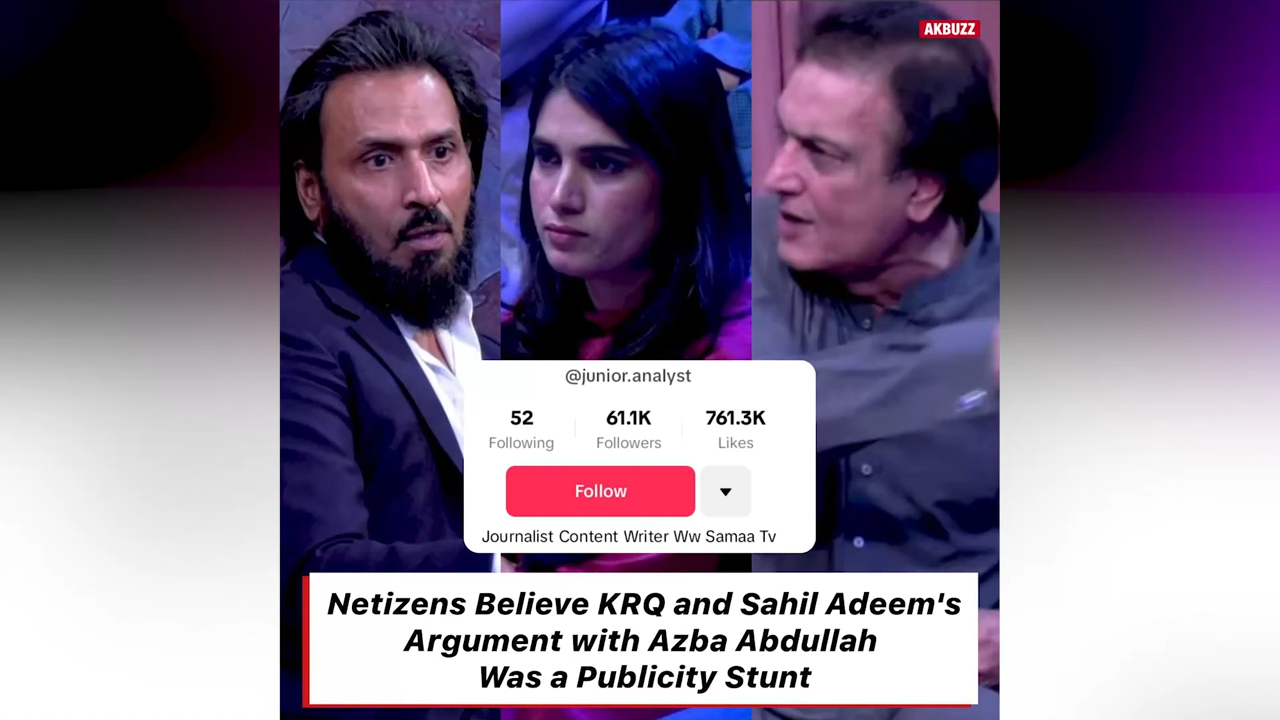 AKBUZZ
@junior.analyst
52 61.1K 761.3K
Following Followers Likes
Follow
Journalist Content Writer Ww Samaa Tv
Netizens Believe KRQ and Sahil Adeem's
Argument with Azba Abdullah
Was a Publicity Stunt